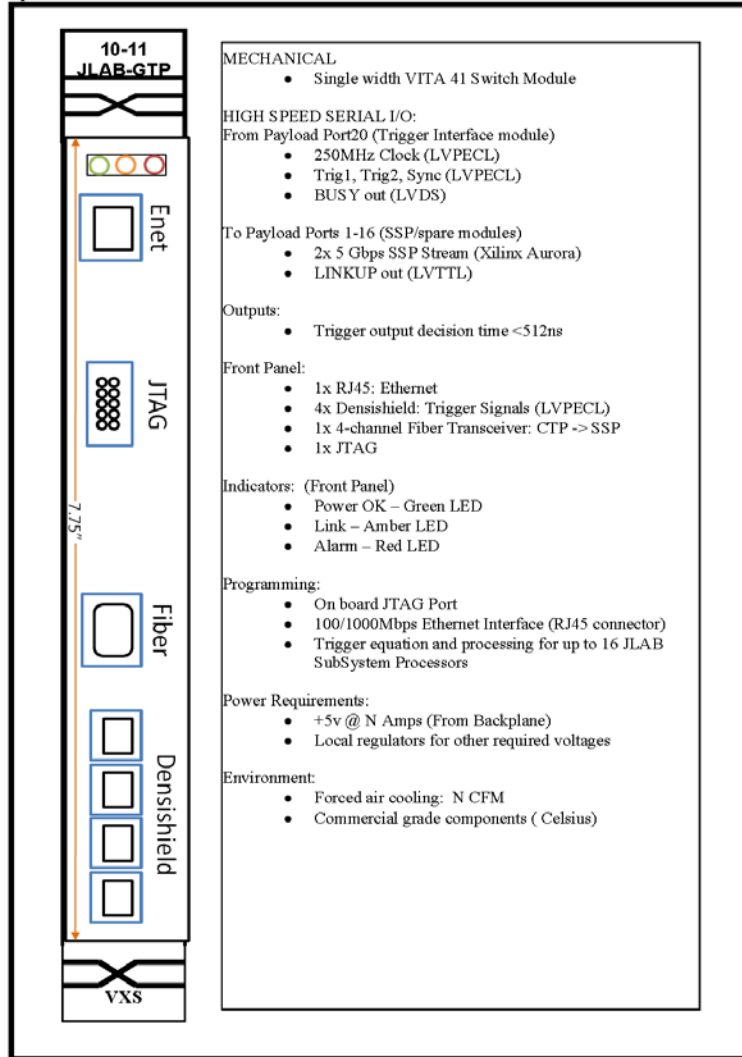 10-11
JLAB-GTP
Enet
JTAG
7.75"
Fiber
Densishield
VXS
MECHANICAL
• Single width VITA 41 Switch Module
HIGH SPEED SERIAL I/O:
From Payload Port20 (Trigger Interface module)
• 250MHz Clock (LVPECL)
• Trig1, Trig2, Sync (LVPECL)
• BUSY out (LVDS)
To Payload Ports 1-16 (SSP/spare modules)
• 2x 5 Gbps SSP Stream (Xilinx Aurora)
• LINKUP out (LVTTL)
Outputs:
• Trigger output decision time <512ns
Front Panel:
• 1x RJ45: Ethernet
• 4x Densishield: Trigger Signals (LVPECL)
• 1x 4-channel Fiber Transceiver: CTP -> SSP
• 1x JTAG
Indicators: (Front Panel)
• Power OK – Green LED
• Link – Amber LED
• Alarm – Red LED
Programming:
• On board JTAG Port
• 100/1000Mbps Ethernet Interface (RJ45 connector)
• Trigger equation and processing for up to 16 JLAB
SubSystem Processors
Power Requirements:
• +5v @ N Amps (From Backplane)
• Local regulators for other required voltages
Environment:
• Forced air cooling: N CFM
• Commercial grade components ( Celsius)